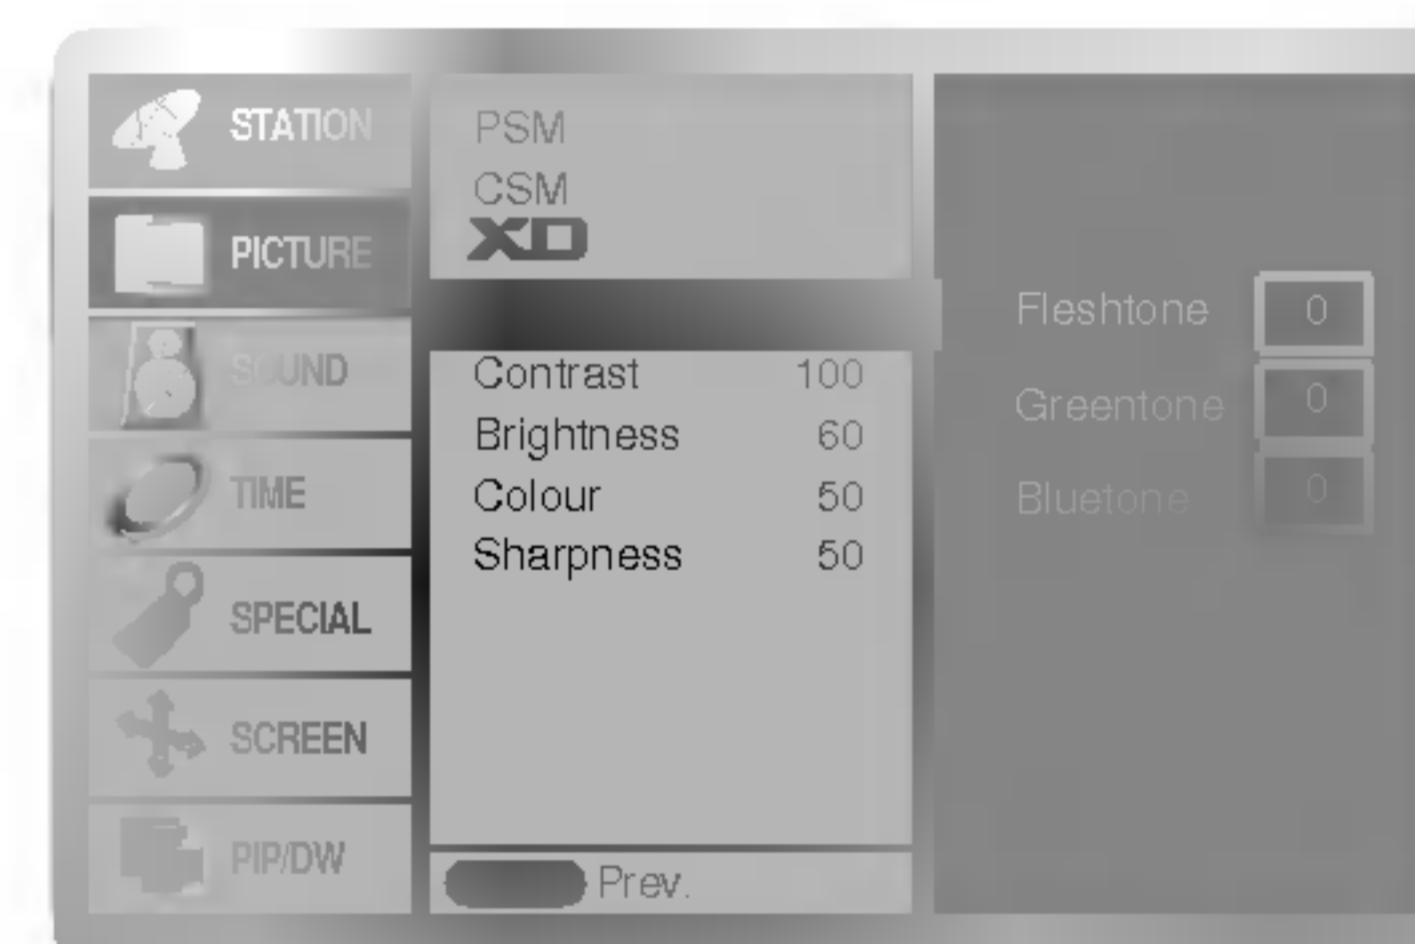 STATION
PICTURE
SOUND
TIME
SPECIAL
SCREEN
PIP/DW
PSM
CSM
XD
Contrast 100
Brightness 60
Colour 50
Sharpness 50
Prev.
Fleshtone 0
Greentone 0
Bluetone 0